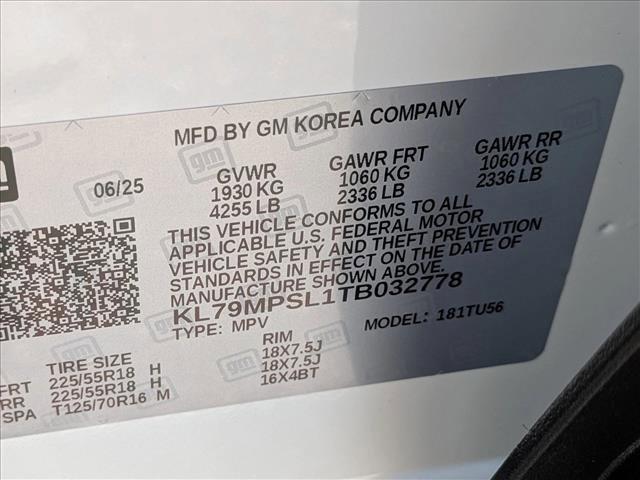 MFD BY GM KOREA COMPANY
06/25
GVWR GAWR FRT GAWR RR
1930 KG 1060 KG 1060 KG
4255 LB 2336 LB 2336 LB
THIS VEHICLE CONFORMS TO ALL
APPLICABLE U.S. FEDERAL MOTOR
VEHICLE SAFETY AND THEFT PREVENTION
STANDARDS IN EFFECT ON THE DATE OF
MANUFACTURE SHOWN ABOVE.
KL79MPSL1TB032778
TYPE: MPV MODEL: 181TU56
TIRE SIZE RIM
FRT 225/55R18 H 18X7.5J
RR 225/55R18 H 18X7.5J
SPA T125/70R16 M 16X4BT